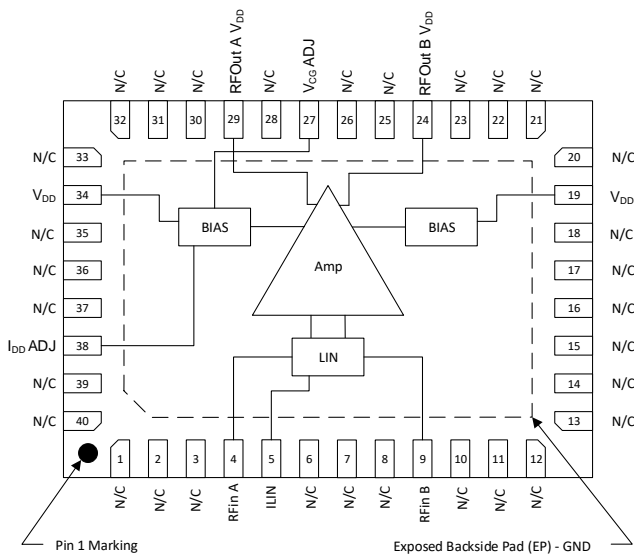 N/C
N/C
N/C
RFOut A VDD
N/C
VCG ADJ
N/C
N/C
RFOut B VDD
N/C
N/C
N/C
32
31
30
29
28
27
26
25
24
23
22
21
N/C
33
20
N/C
VDD
34
19
VDD
BIAS
BIAS
N/C
35
18
N/C
N/C
36
Amp
17
N/C
N/C
37
16
N/C
IDD ADJ
38
LIN
15
N/C
N/C
39
14
N/C
N/C
40
13
N/C
1
2
3
4
5
6
7
8
9
10
11
12
N/C
N/C
N/C
RFin A
ILIN
N/C
N/C
N/C
RFin B
N/C
N/C
N/C
Pin 1 Marking
Exposed Backside Pad (EP) - GND